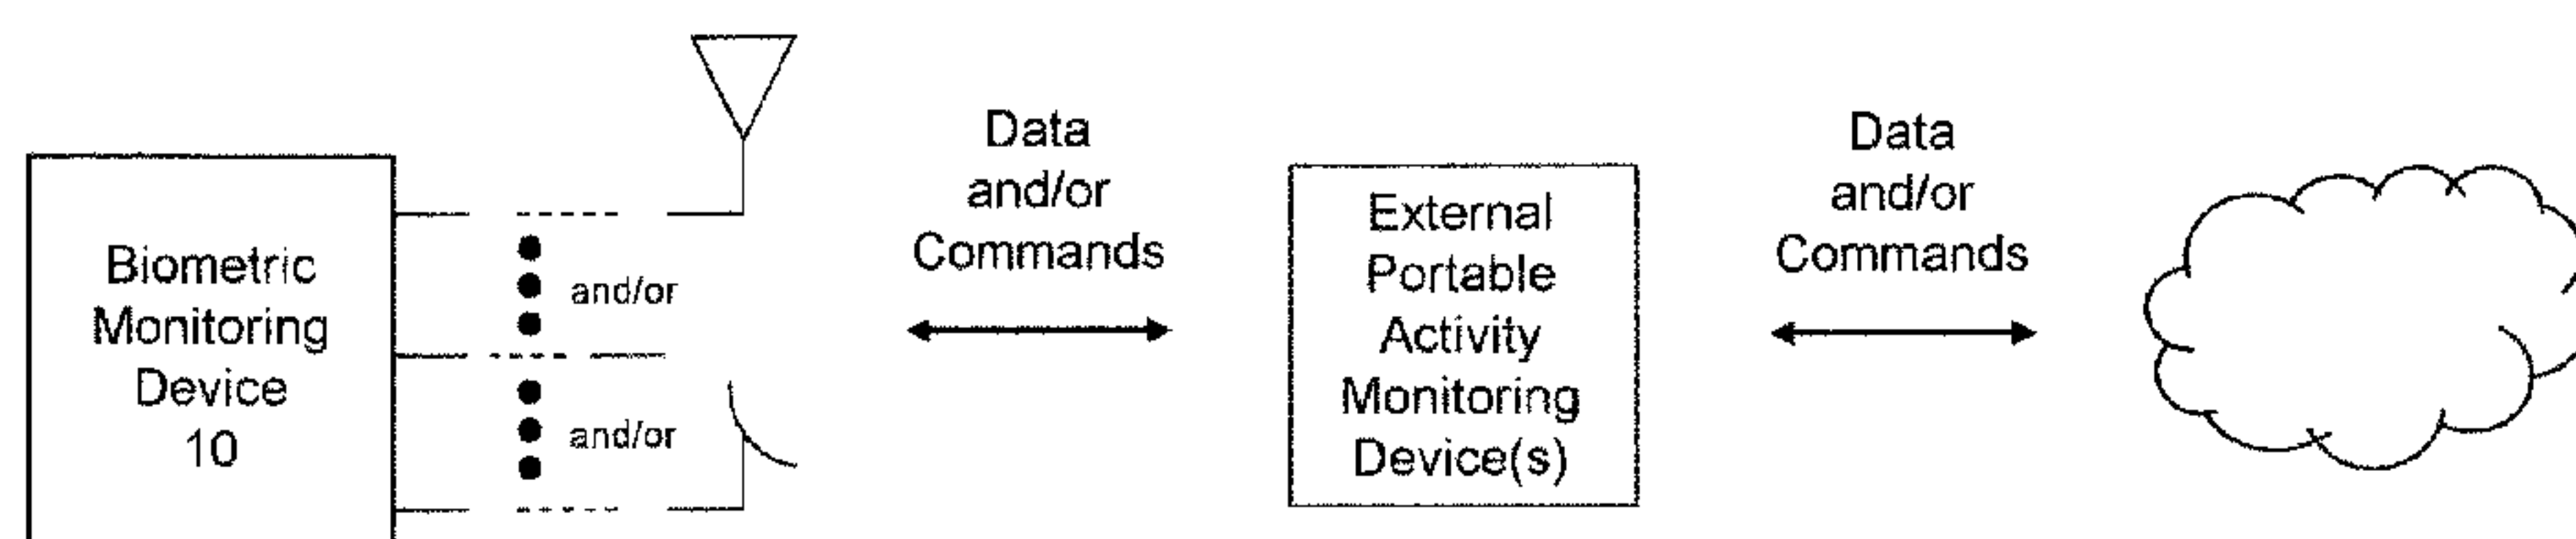 Biometric
Monitoring
Device
10
and/or
and/or
Data
and/or
Commands
External
Portable
Activity
Monitoring
Device(s)
Data
and/or
Commands